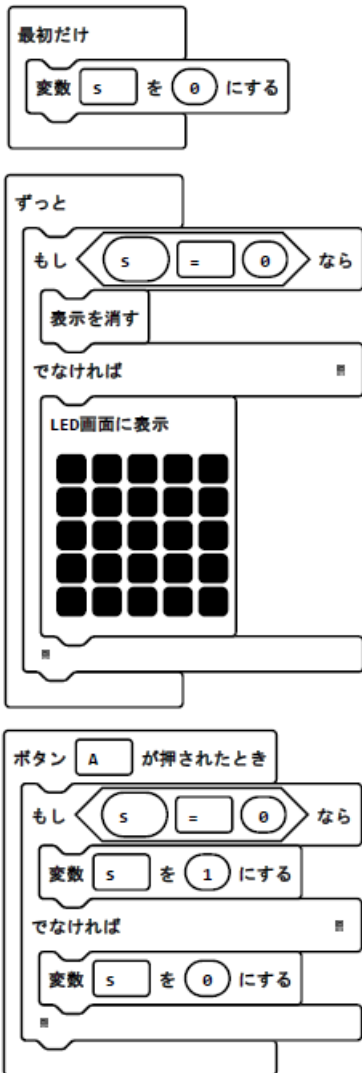 最初だけ
変数 s を 0 にする
ずっと
もし s = 0 なら
表示を消す
でなければ
LED画面に表示
ボタン A が押されたとき
もし s = 0 なら
変数 s を 1 にする
でなければ
変数 s を 0 にする